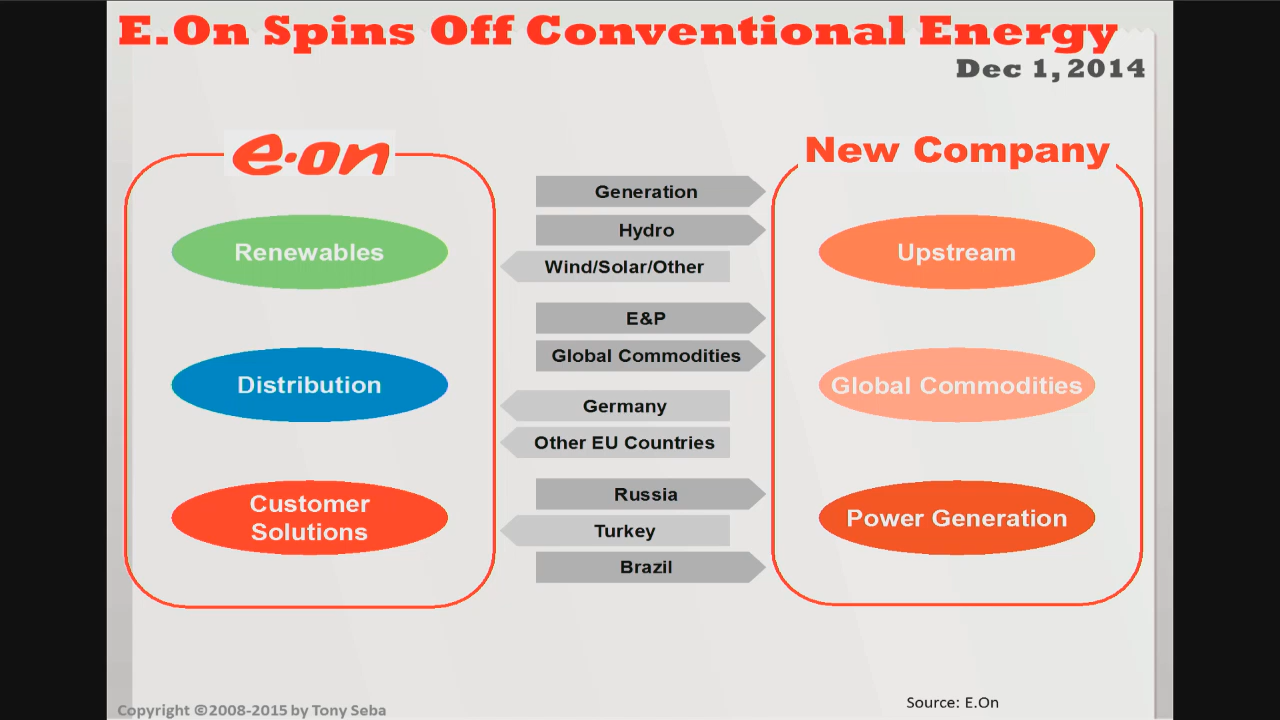 E.On Spins Off Conventional Energy
Dec 1, 2014
e·on
New Company
Renewables
Distribution
Customer
Solutions
Generation
Hydro
Wind/Solar/Other
E&P
Global Commodities
Germany
Other EU Countries
Russia
Turkey
Brazil
Upstream
Global Commodities
Power Generation
Source: E.On
Copyright ©2008-2015 by Tony Seba